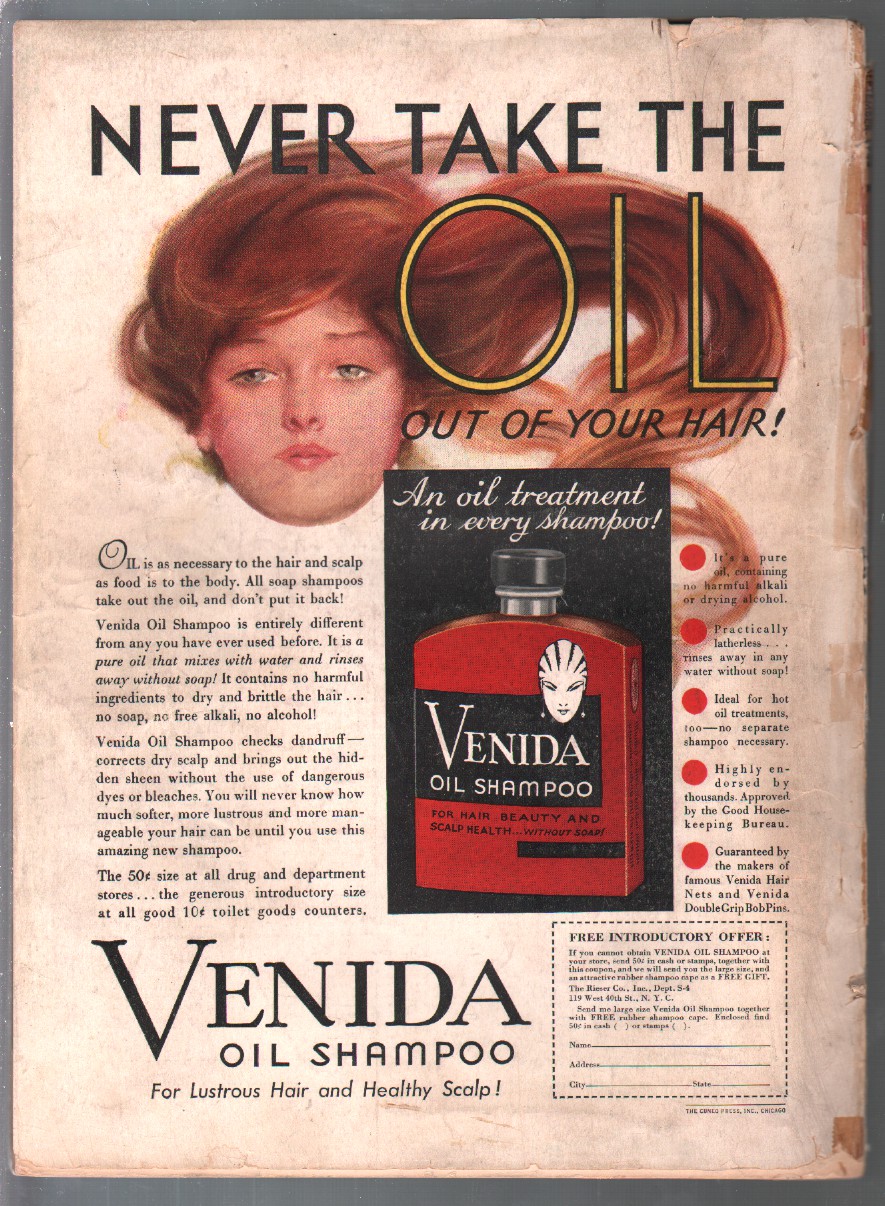 NEVER TAKE THE
OIL
OUT OF YOUR HAIR!
An oil treatment
in every shampoo!
OIL is as necessary to the hair and scalp
as food is to the body. All soap shampoos
take out the oil, and don't put it back!
Venida Oil Shampoo is entirely different
from any you have ever used before. It is a
pure oil that mixes with water and rinses
away without soap! It contains no harmful
ingredients to dry and brittle the hair...
no soap, no free alkali, no alcohol!
Venida Oil Shampoo checks dandruff—
corrects dry scalp and brings out the hid-
den sheen without the use of dangerous
dyes or bleaches. You will never know how
much softer, more lustrous and more man-
ageable your hair can be until you use this
amazing new shampoo.
The 50¢ size at all drug and department
stores...the generous introductory size
at all good 10¢ toilet goods counters.
VENIDA
OIL SHAMPOO
FOR HAIR BEAUTY AND
SCALP HEALTH...WITHOUT SOAP!
It's a pure
oil, containing
no harmful alkali
or drying alcohol.
Practically
latherless . . .
rinses away in any
water without soap!
Ideal for hot
oil treatments,
too—no separate
shampoo necessary.
Highly en-
dorsed by
thousands. Approved
by the Good House-
keeping Bureau.
Guaranteed by
the makers of
famous Venida Hair
Nets and Venida
Double Grip Bob Pins.
VENIDA
OIL SHAMPOO
For Lustrous Hair and Healthy Scalp!
FREE INTRODUCTORY OFFER:
If you cannot obtain VENIDA OIL SHAMPOO at
your store, send 50¢ in cash or stamps, together with
this coupon, and we will send you the large size, and
an attractive rubber shampoo cape as a FREE GIFT.
The Rieser Co., Inc., Dept. S-4
119 West 40th St., N. Y. C.
Send me large size Venida Oil Shampoo together
with FREE rubber shampoo cape. Enclosed find
50¢ in cash ( ) or stamps ( ).
Name
Address
City State
THE CUNEO PRESS, INC., CHICAGO